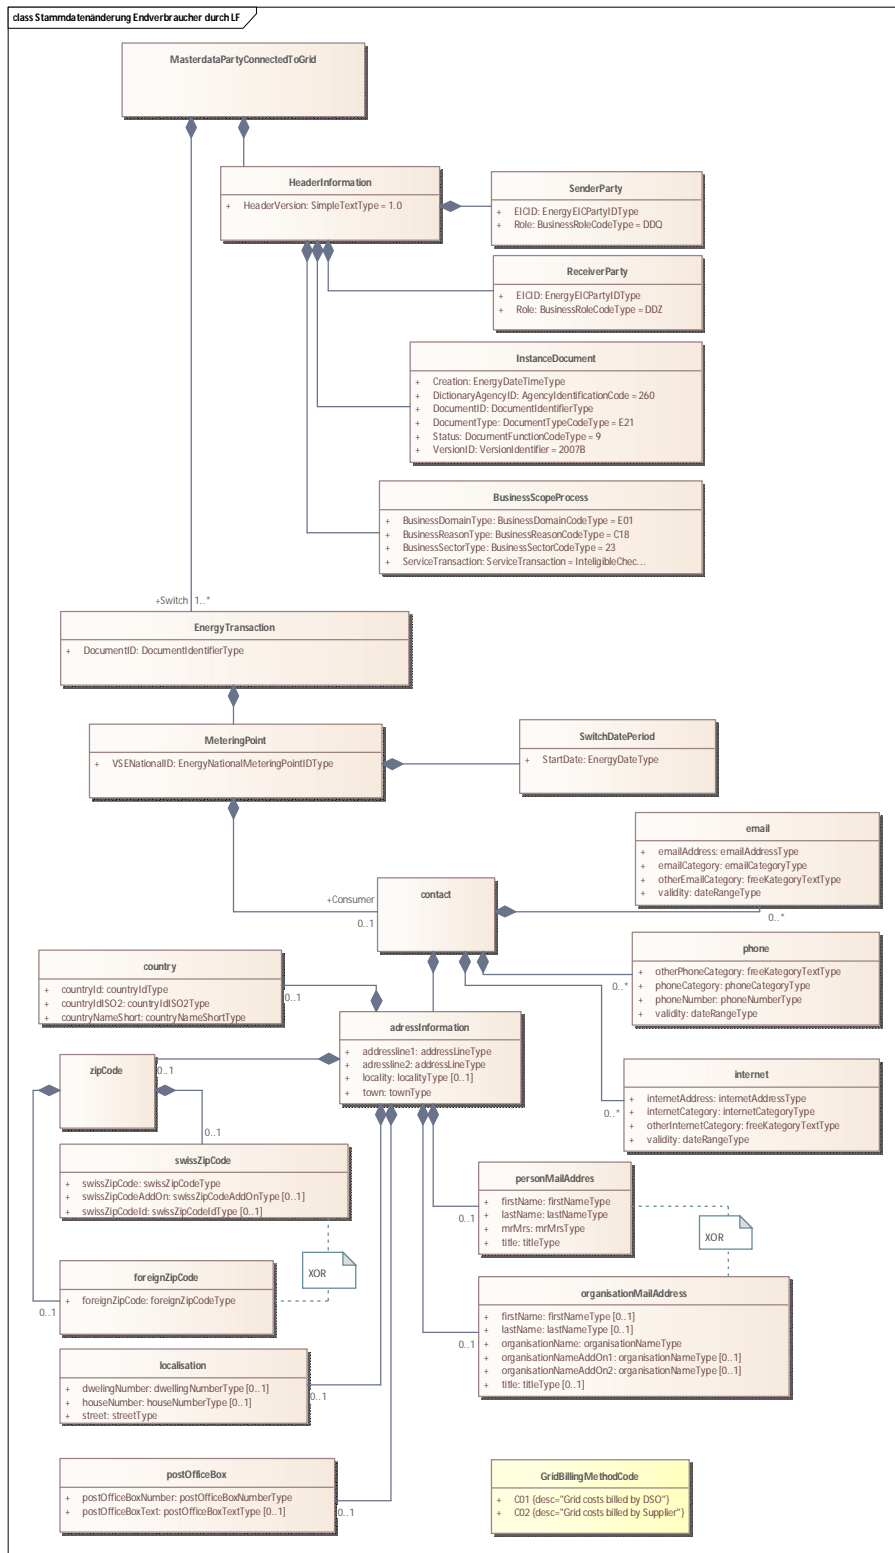 class Stammdatenänderung Endverbraucher durch LF
MasterdataPartyConnectedToGrid
HeaderInformation
+ HeaderVersion: SimpleTextType = 1.0
SenderParty
+ EICID: EnergyEICPartyIDType
+ Role: BusinessRoleCodeType = DDQ
ReceiverParty
+ EICID: EnergyEICPartyIDType
+ Role: BusinessRoleCodeType = DDZ
InstanceDocument
+ Creation: EnergyDateTimeType
+ DictionaryAgencyID: AgencyIdentificationCode = 260
+ DocumentID: DocumentIdentifierType
+ DocumentType: DocumentTypeCodeType = E21
+ Status: DocumentFunctionCodeType = 9
+ VersionID: VersionIdentifier = 2007B
BusinessScopeProcess
+ BusinessDomainType: BusinessDomainCodeType = E01
+ BusinessReasonType: BusinessReasonCodeType = C18
+ BusinessSectorType: BusinessSectorCodeType = 23
+ ServiceTransaction: ServiceTransaction = InteligibleChec...
+Switch 1..*
EnergyTransaction
+ DocumentID: DocumentIdentifierType
MeteringPoint
+ VSENationalID: EnergyNationalMeteringPointIDType
SwitchDatePeriod
+ StartDate: EnergyDateType
email
+ emailAddress: emailAddressType
+ emailCategory: emailCategoryType
+ otherEmailCategory: freeKategoryTextType
+ validity: dateRangeType
0..*
+Consumer
0..1
contact
phone
+ otherPhoneCategory: freeKategoryTextType
+ phoneCategory: phoneCategoryType
+ phoneNumber: phoneNumberType
+ validity: dateRangeType
0..*
country
+ countryId: countryIdType
+ countryIdISO2: countryIdISO2Type
+ countryNameShort: countryNameShortType
0..1
adressInformation
+ addressline1: addressLineType
+ adressline2: addressLineType
+ locality: localityType [0..1]
+ town: townType
zipCode
0..1
0..1
internet
+ internetAddress: internetAddressType
+ internetCategory: internetCategoryType
+ otherInternetCategory: freeKategoryTextType
+ validity: dateRangeType
0..*
swissZipCode
+ swissZipCode: swissZipCodeType
+ swissZipCodeAddOn: swissZipCodeAddOnType [0..1]
+ swissZipCodeId: swissZipCodeIdType [0..1]
personMailAddres
+ firstName: firstNameType
+ lastName: lastNameType
+ mrMrs: mrMrsType
+ title: titleType
0..1
XOR
XOR
foreignZipCode
+ foreignZipCode: foreignZipCodeType
0..1
organisationMailAddress
+ firstName: firstNameType [0..1]
+ lastName: lastNameType [0..1]
+ organisationName: organisationNameType
+ organisationNameAddOn1: organisationNameType [0..1]
+ organisationNameAddOn2: organisationNameType [0..1]
+ title: titleType [0..1]
0..1
localisation
+ dwelingNumber: dwellingNumberType [0..1]
+ houseNumber: houseNumberType [0..1]
+ street: streetType
0..1
postOfficeBox
+ postOfficeBoxNumber: postOfficeBoxNumberType
+ postOfficeBoxText: postOfficeBoxTextType [0..1]
0..1
GridBillingMethodCode
+ C01 {desc="Grid costs billed by DSO"}
+ C02 {desc="Grid costs billed by Supplier"}